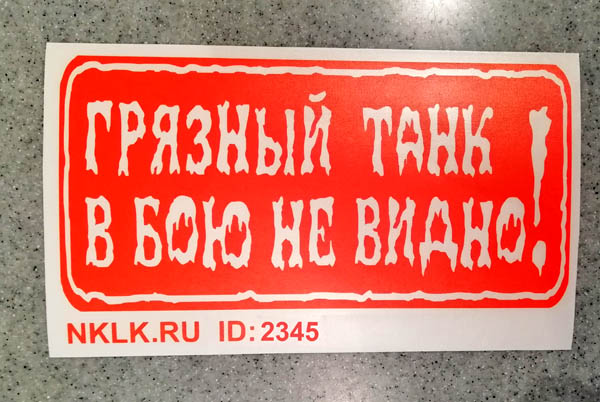 ГРЯЗНЫЙ ТАНК
В БОЮ НЕ ВИДНО!
NKLK.RU ID: 2345